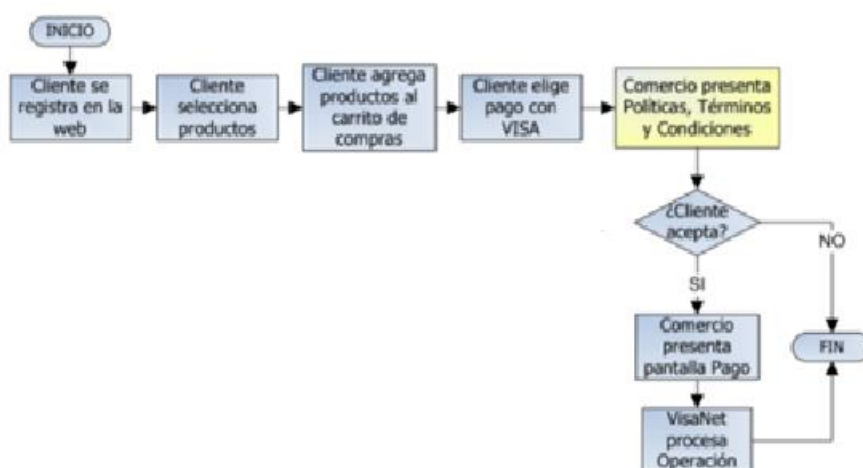 INICIO
Cliente se
registra en la
web
Cliente
selecciona
productos
Cliente agrega
productos al
carrito de
compras
Cliente elige
pago con
VISA
Comercio presenta
Políticas, Términos
y Condiciones
¿Cliente
acepta?
NO
SI
Comercio
presenta
pantalla Pago
FIN
VisaNet
procesa
Operación